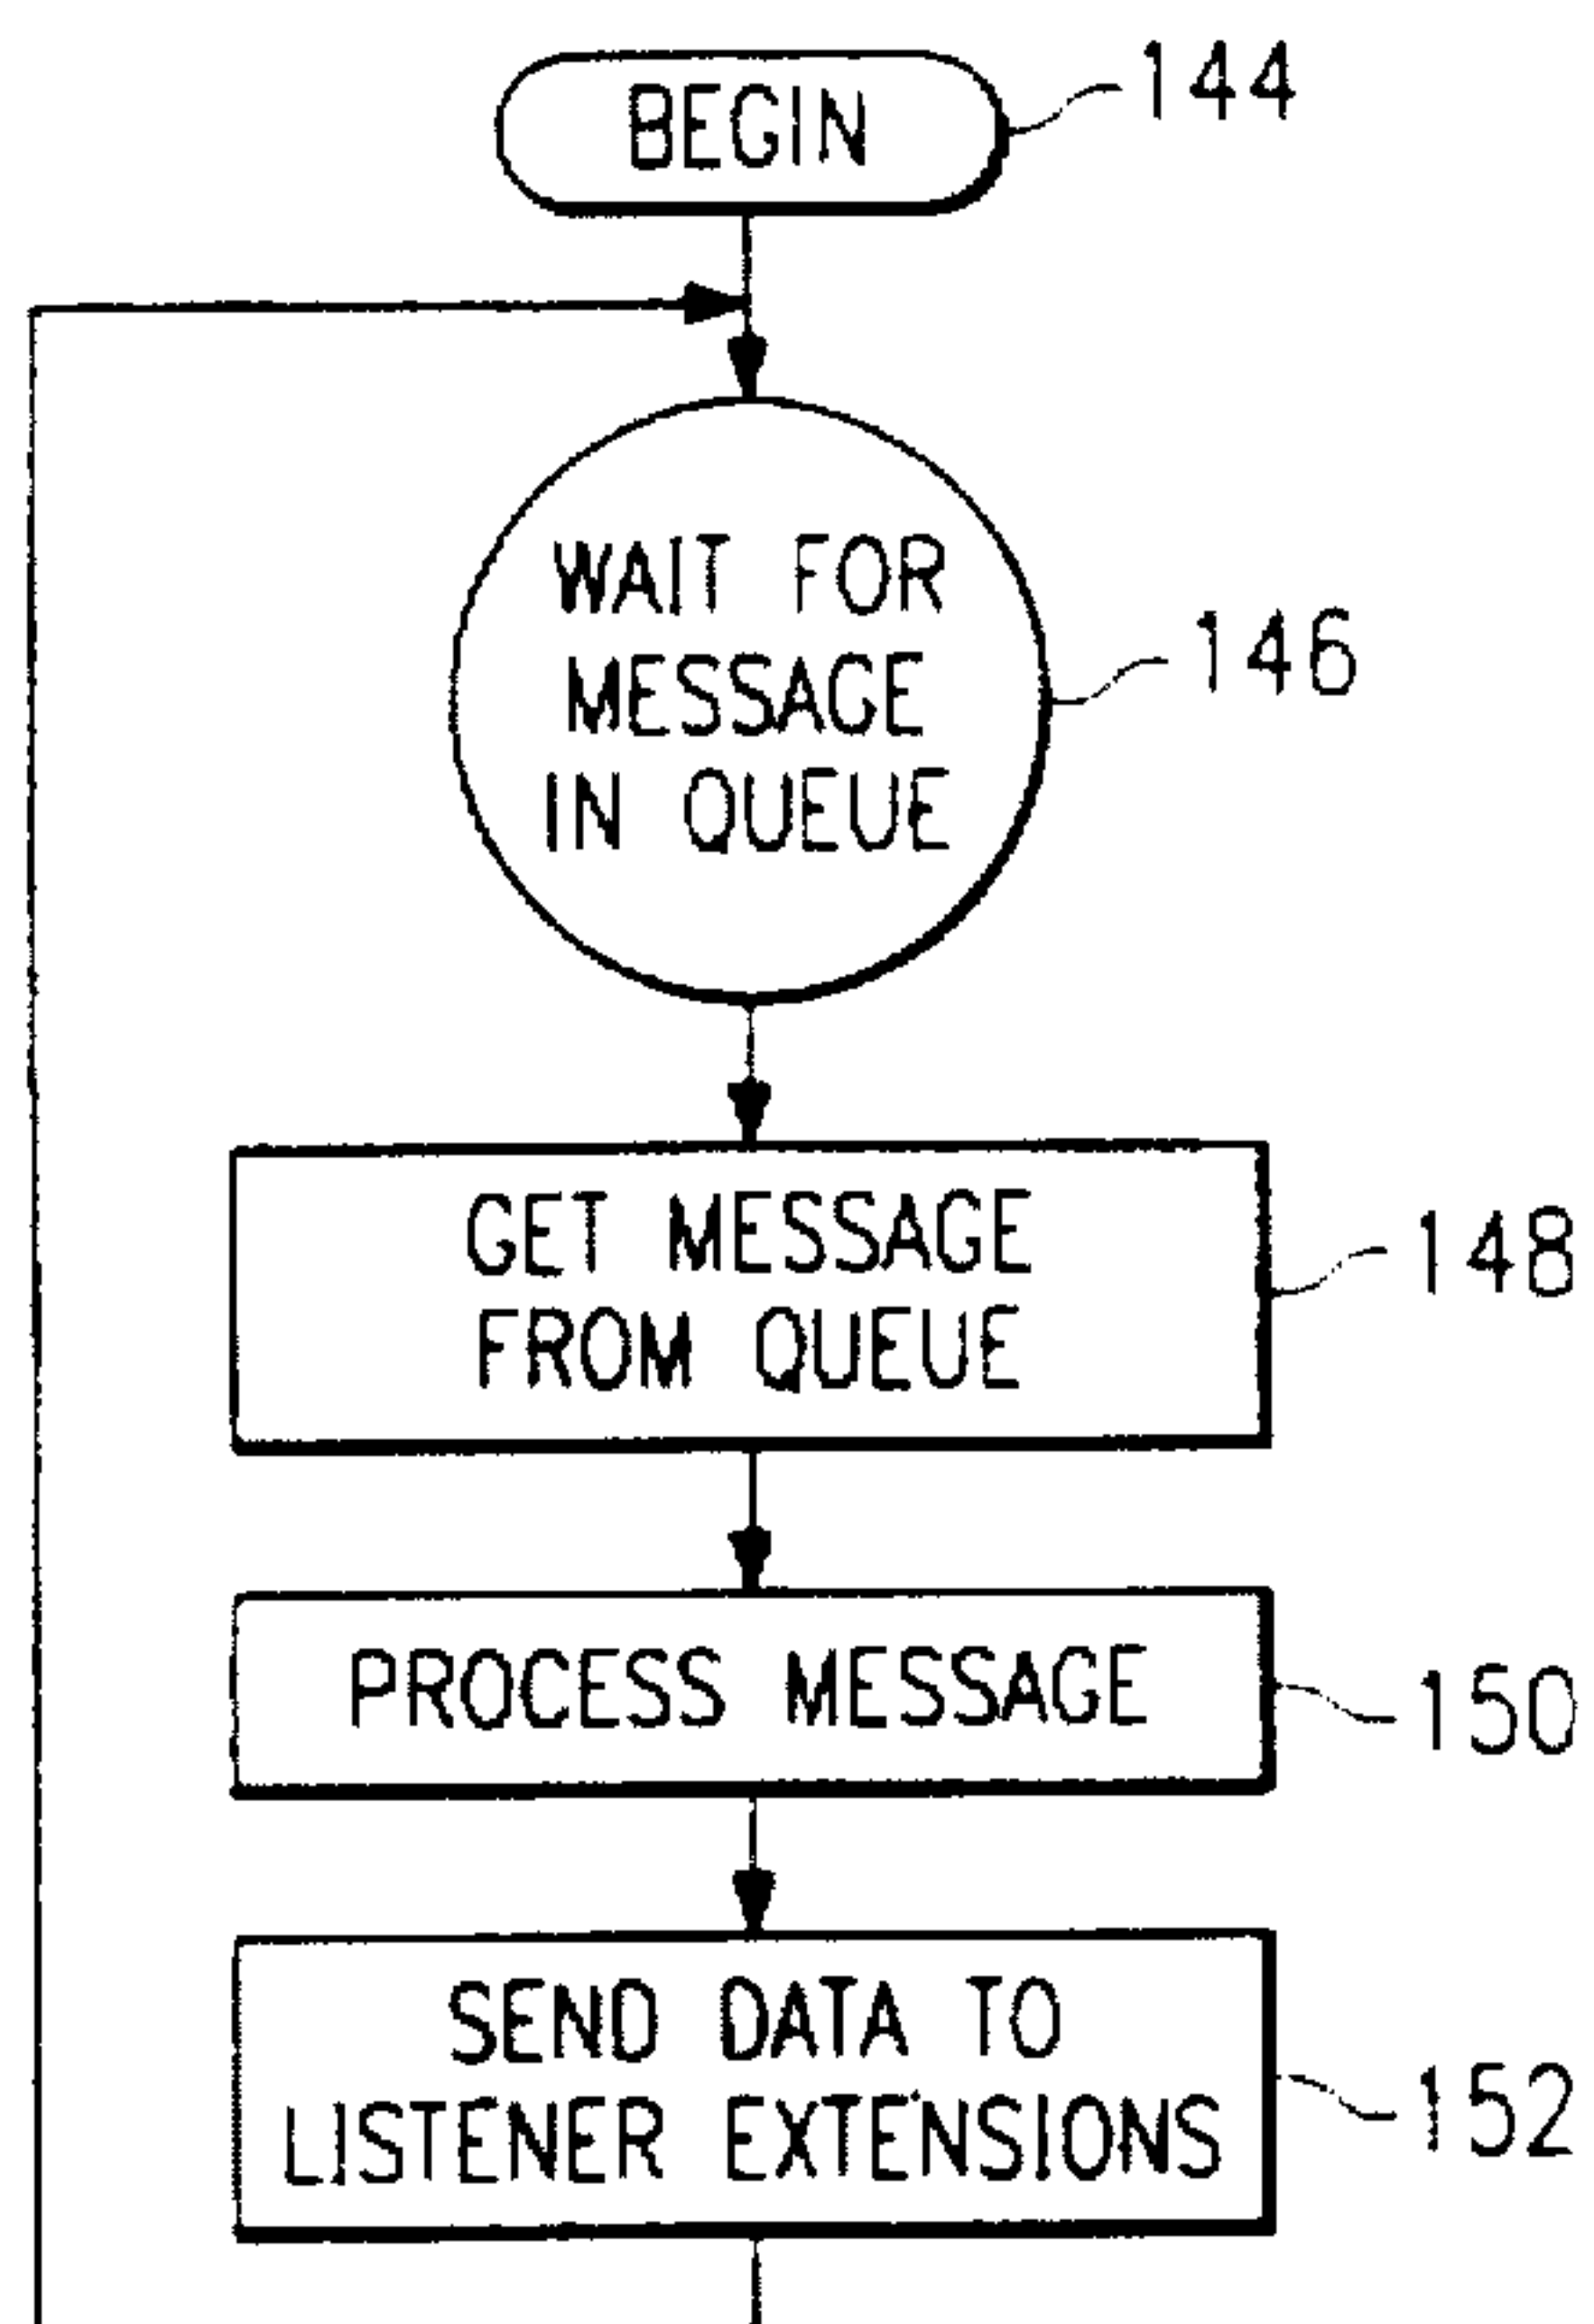 BEGIN
144
WAIT FOR
MESSAGE
IN QUEUE
146
GET MESSAGE
FROM QUEUE
148
PROCESS MESSAGE
150
SEND DATA TO
LISTENER EXTENSIONS
152